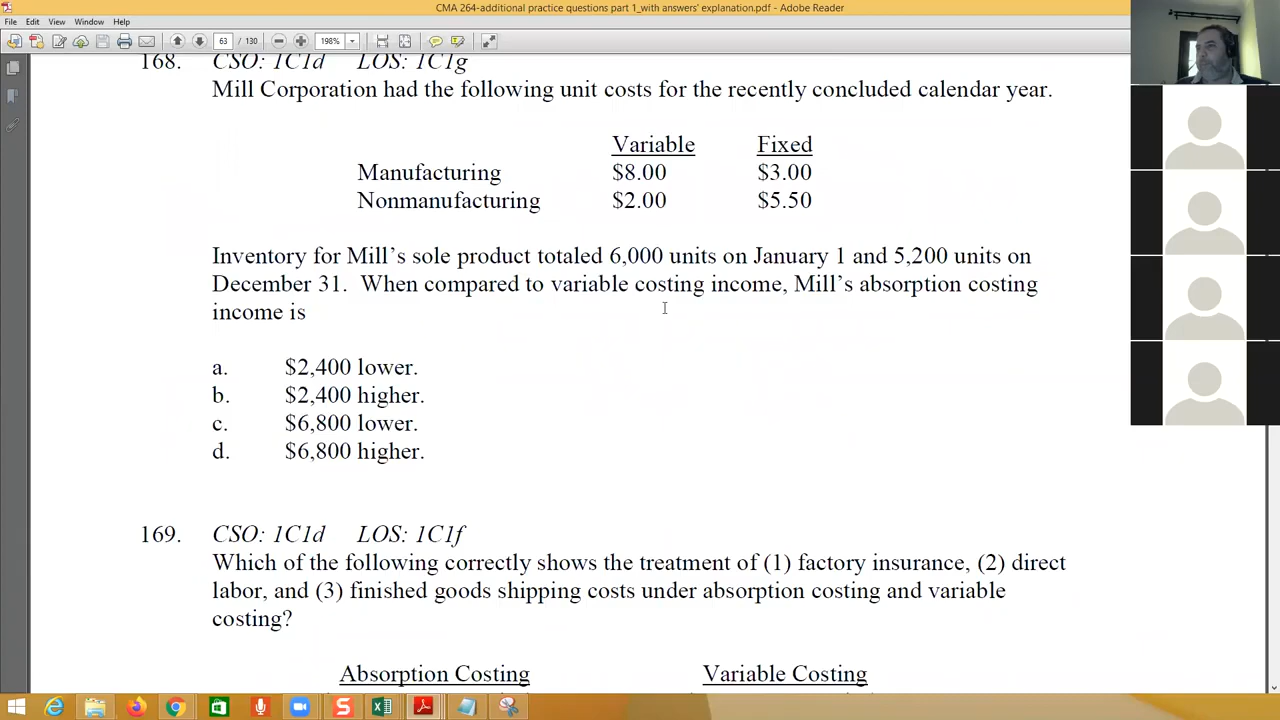 CMA 264-additional practice questions part 1_with answers' explanation.pdf - Adobe Reader
File Edit View Window Help
63 / 130 198%
168. CSO: 1C1d LOS: 1C1g
Mill Corporation had the following unit costs for the recently concluded calendar year.
Variable Fixed
Manufacturing $8.00 $3.00
Nonmanufacturing $2.00 $5.50
Inventory for Mill’s sole product totaled 6,000 units on January 1 and 5,200 units on
December 31. When compared to variable costing income, Mill’s absorption costing
income is
a. $2,400 lower.
b. $2,400 higher.
c. $6,800 lower.
d. $6,800 higher.
169. CSO: 1C1d LOS: 1C1f
Which of the following correctly shows the treatment of (1) factory insurance, (2) direct
labor, and (3) finished goods shipping costs under absorption costing and variable
costing?
Absorption Costing Variable Costing